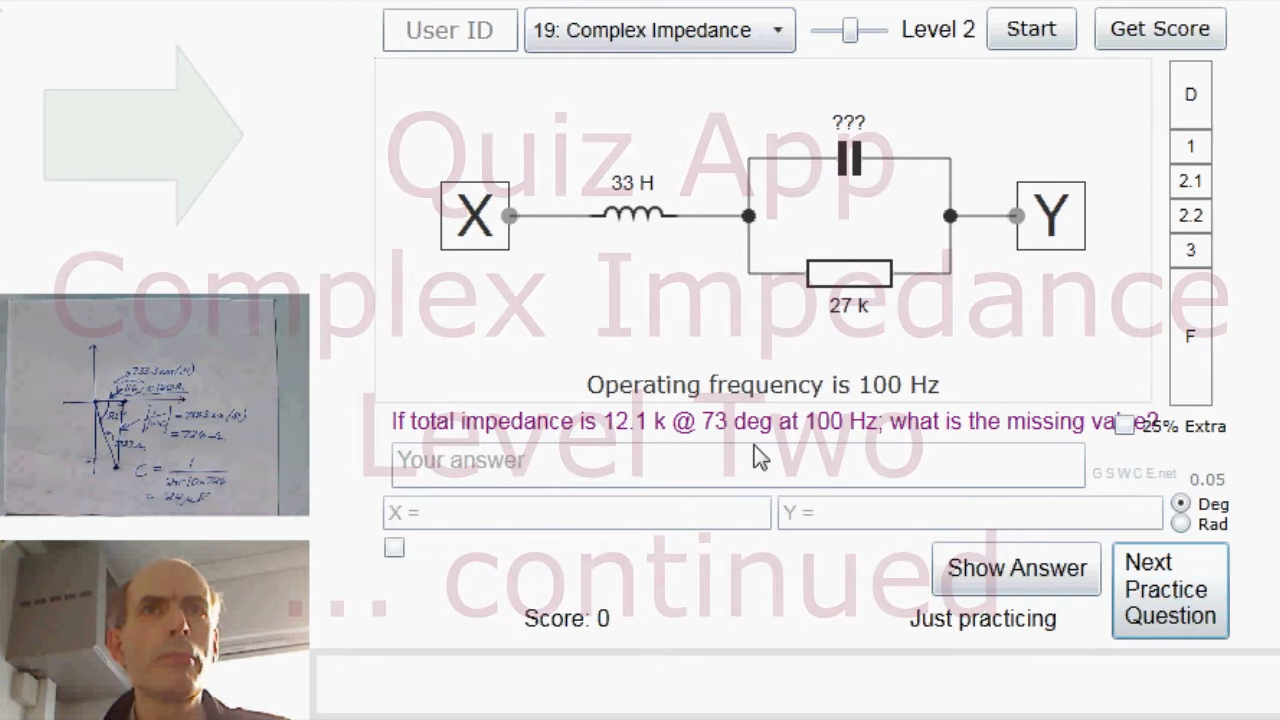 User ID
19: Complex Impedance
Level 2
Start
Get Score
Quiz App
Complex Impedance
Level Two
... continued
D
1
2.1
2.2
3
F
???
33 H
X
Y
27 k
Operating frequency is 100 Hz
If total impedance is 12.1 k @ 73 deg at 100 Hz; what is the missing value?
25% Extra
Your answer
GSWCE.net
0.05
X =
Y =
Deg
Rad
Show Answer
Next
Practice
Question
Score: 0
Just practicing